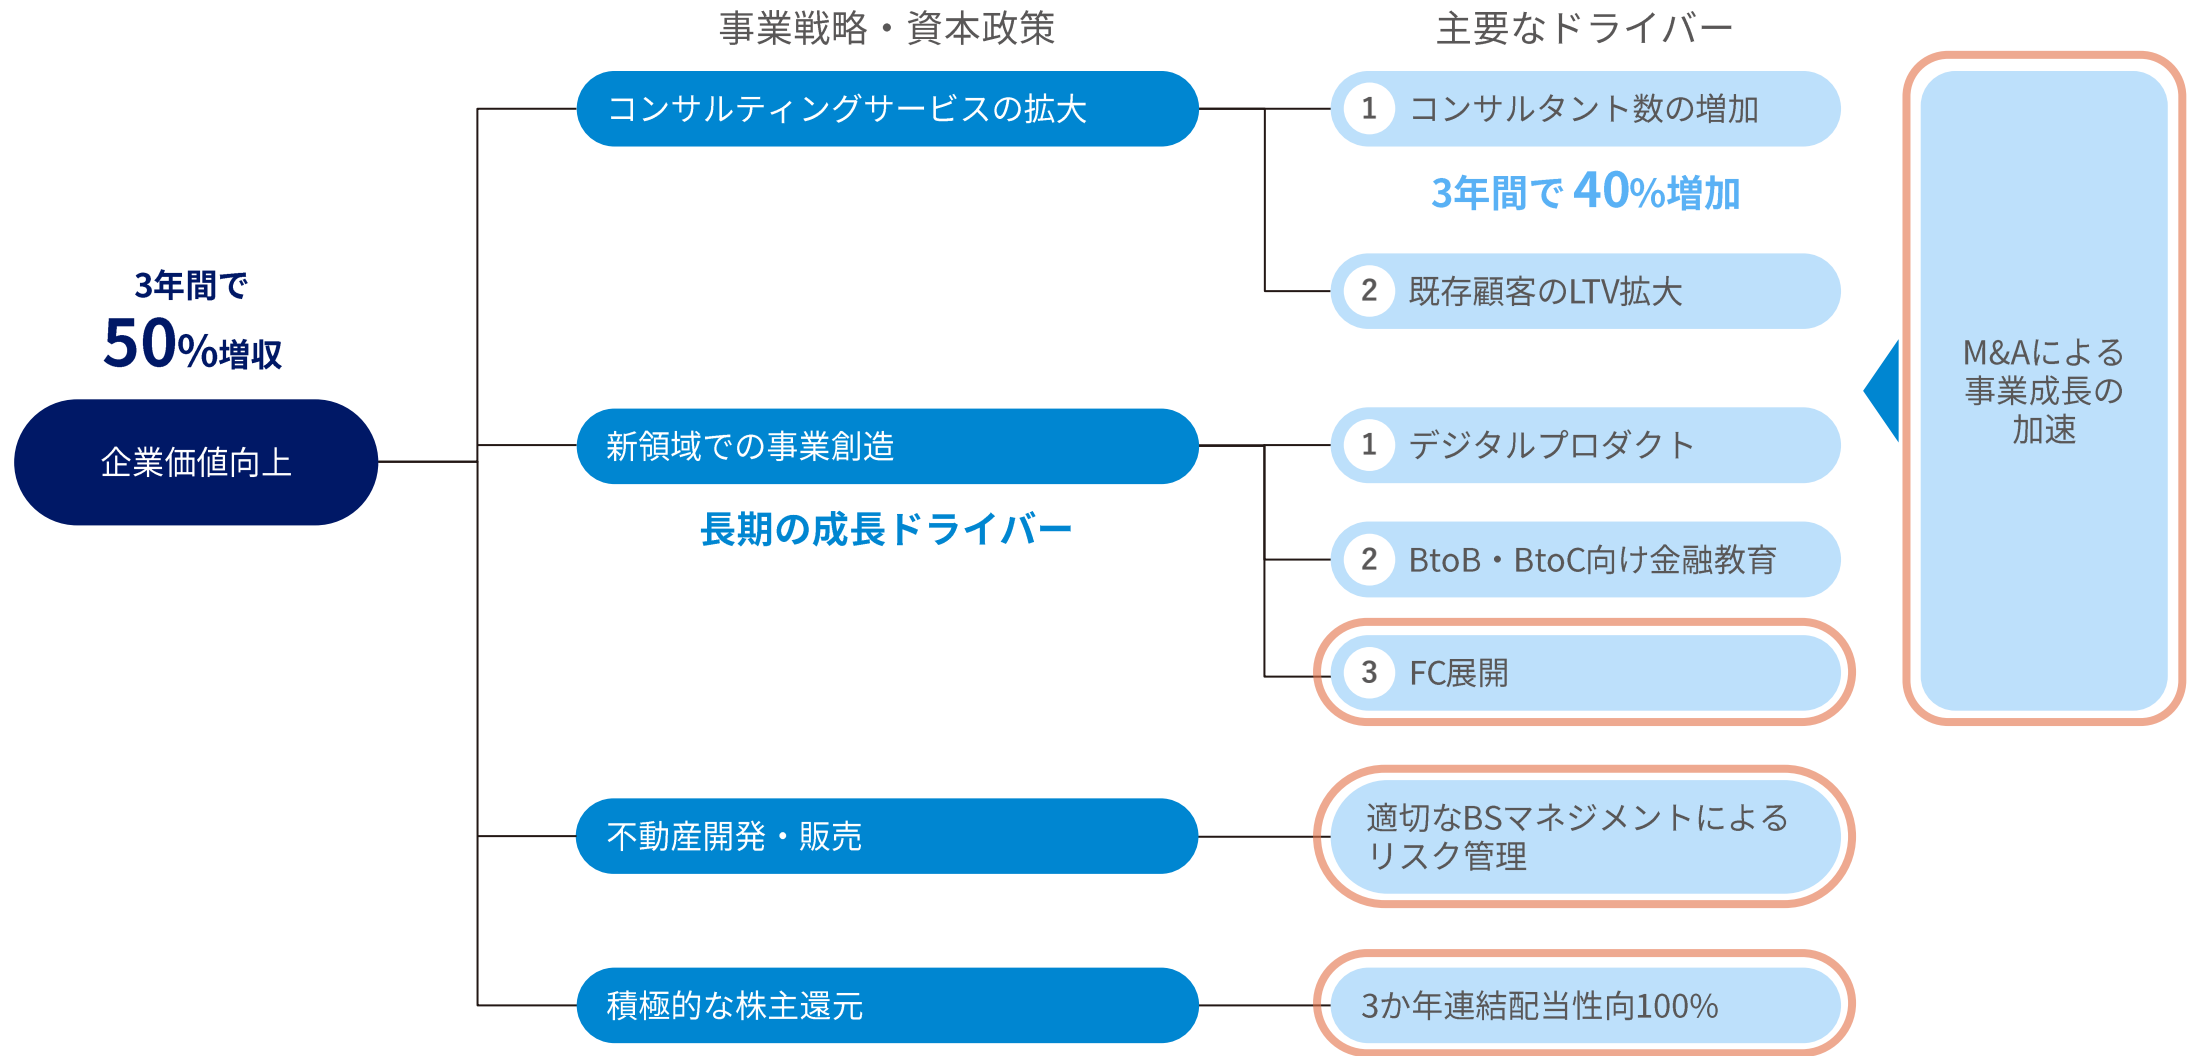 事業戦略・資本政策
主要なドライバー
3年間で
50%増収
企業価値向上
コンサルティングサービスの拡大
1 コンサルタント数の増加
3年間で 40%増加
2 既存顧客のLTV拡大
新領域での事業創造
長期の成長ドライバー
1 デジタルプロダクト
2 BtoB・BtoC向け金融教育
3 FC展開
不動産開発・販売
適切なBSマネジメントによる
リスク管理
積極的な株主還元
3か年連結配当性向100%
M&Aによる
事業成長の
加速